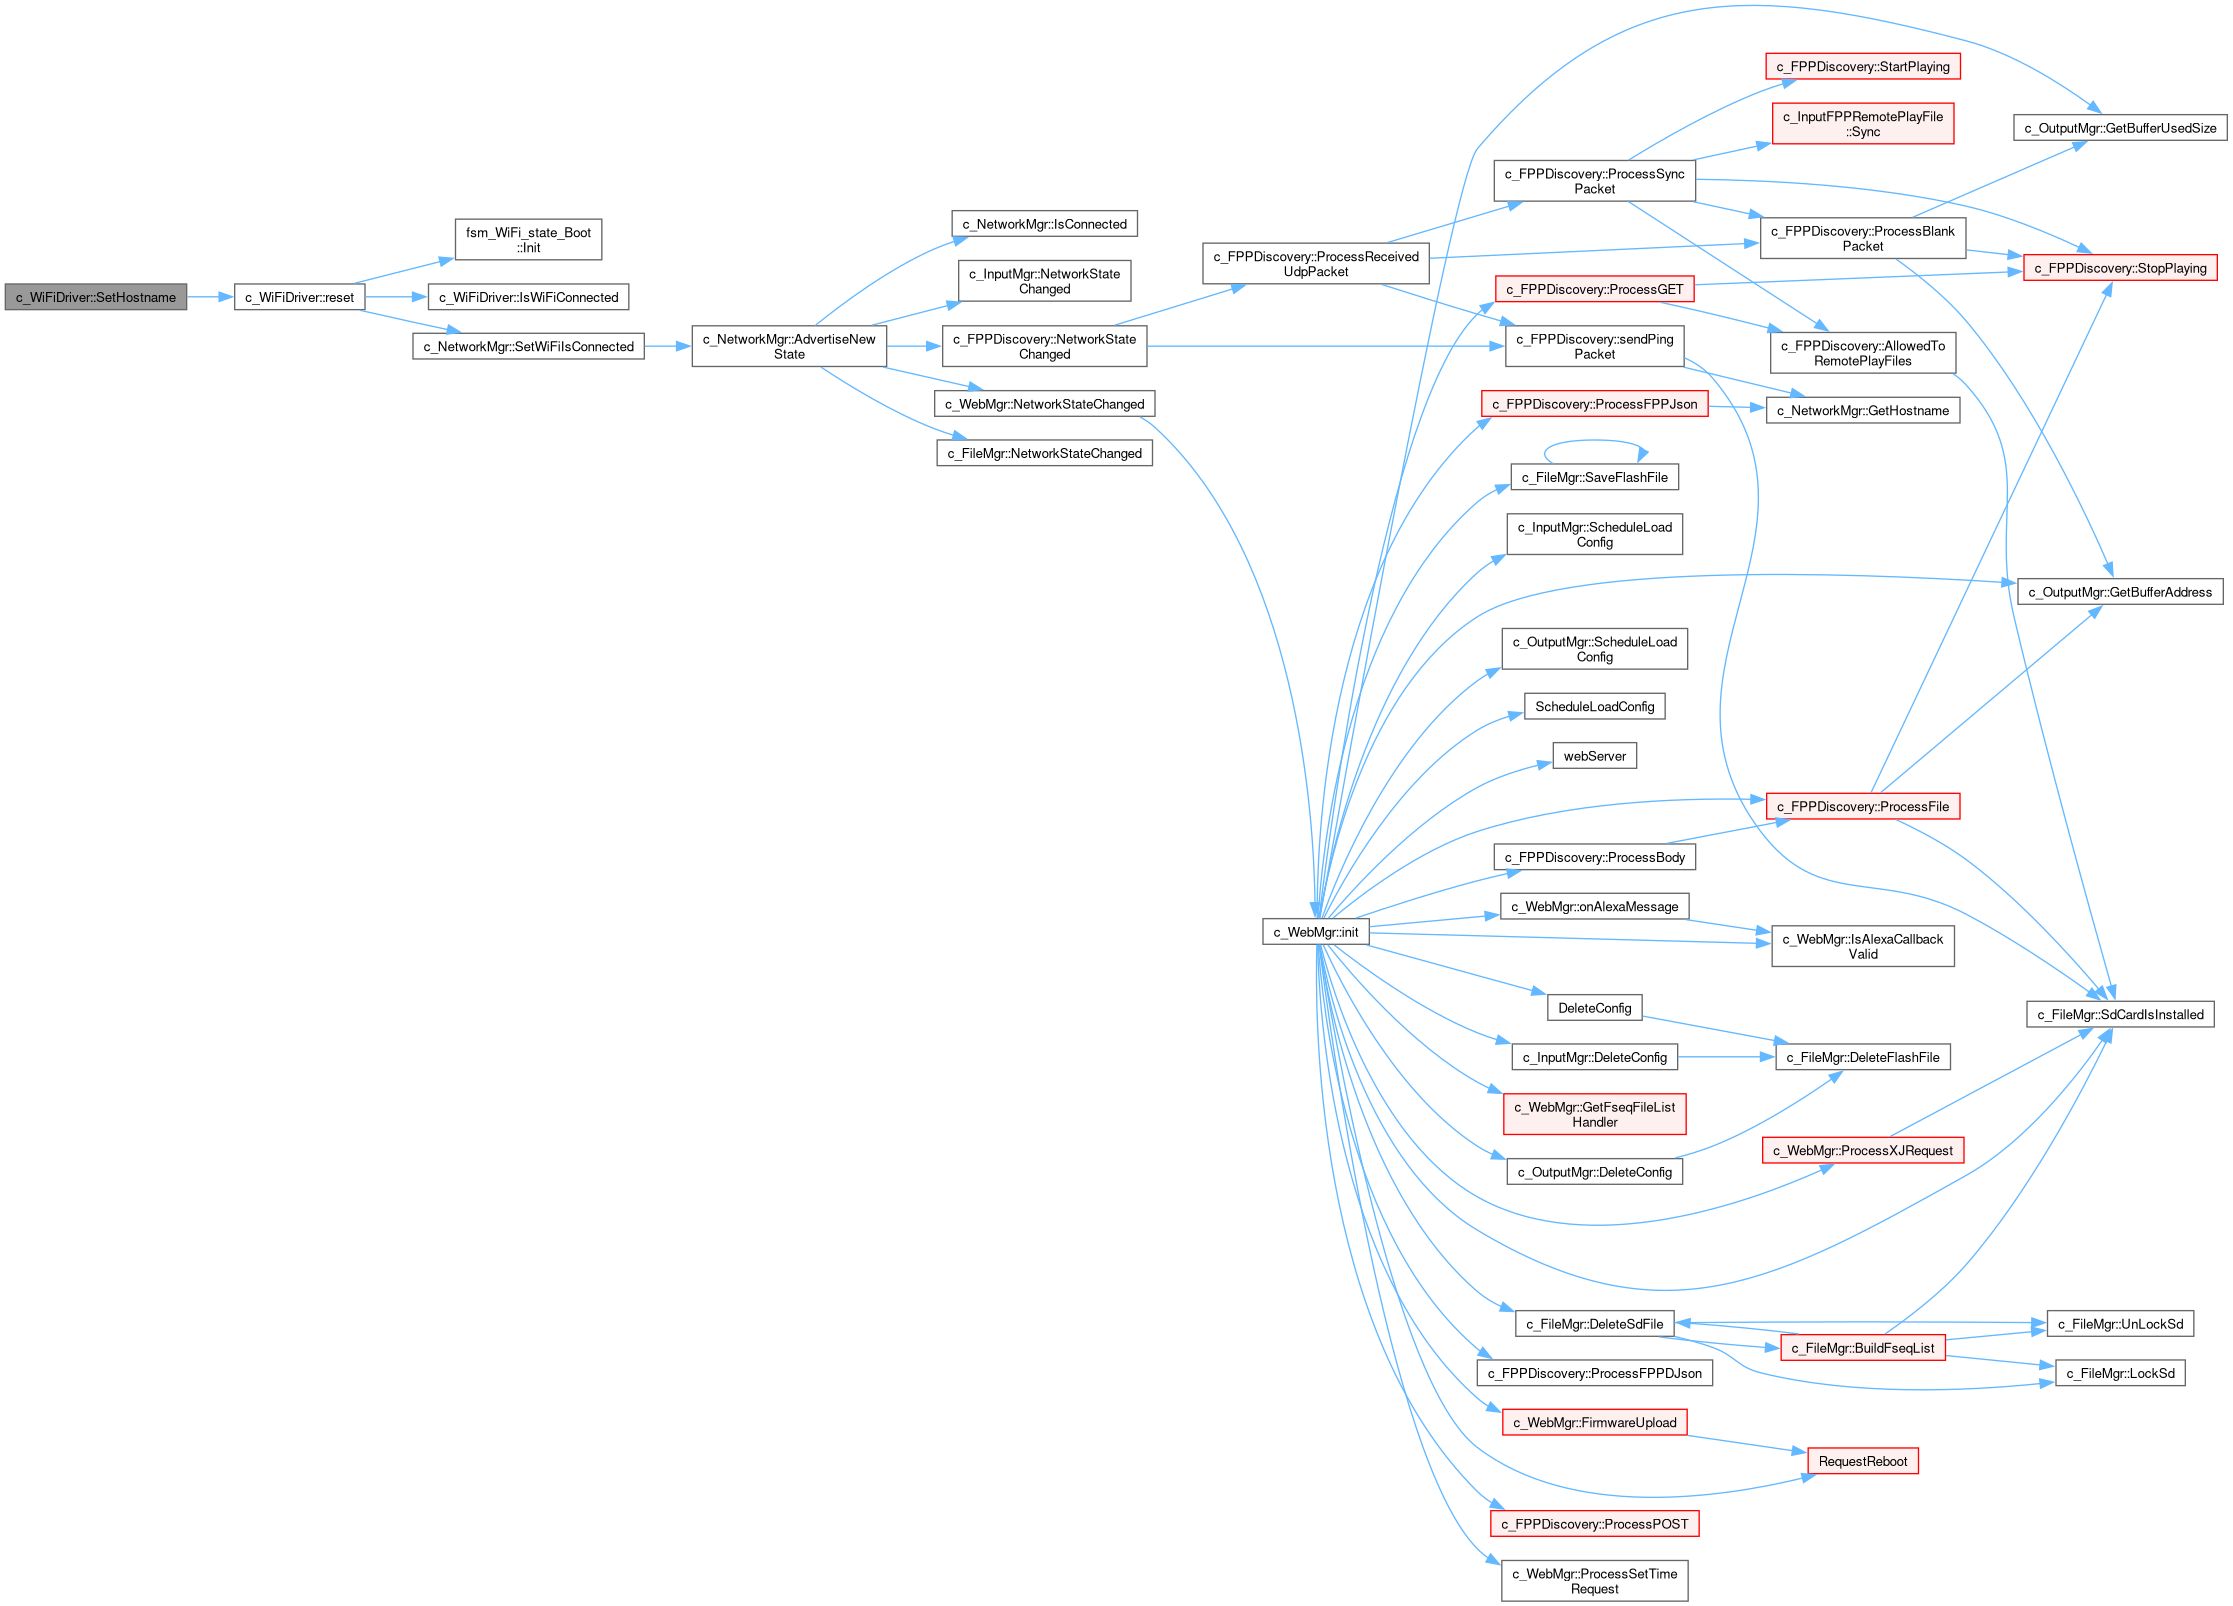 c_WiFiDriver::SetHostname
c_WiFiDriver::reset
fsm_WiFi_state_Boot
::Init
c_WiFiDriver::IsWiFiConnected
c_NetworkMgr::SetWiFiIsConnected
c_NetworkMgr::AdvertiseNew
State
c_NetworkMgr::IsConnected
c_InputMgr::NetworkState
Changed
c_FPPDiscovery::NetworkState
Changed
c_WebMgr::NetworkStateChanged
c_FileMgr::NetworkStateChanged
c_FPPDiscovery::ProcessReceived
UdpPacket
c_WebMgr::init
c_FPPDiscovery::ProcessSync
Packet
c_FPPDiscovery::ProcessGET
c_FPPDiscovery::sendPing
Packet
c_FPPDiscovery::ProcessFPPJson
c_FileMgr::SaveFlashFile
c_InputMgr::ScheduleLoad
Config
c_OutputMgr::ScheduleLoad
Config
ScheduleLoadConfig
webServer
c_FPPDiscovery::ProcessBody
c_WebMgr::onAlexaMessage
DeleteConfig
c_InputMgr::DeleteConfig
c_WebMgr::GetFseqFileList
Handler
c_OutputMgr::DeleteConfig
c_FileMgr::DeleteSdFile
c_FPPDiscovery::ProcessFPPDJson
c_WebMgr::FirmwareUpload
c_FPPDiscovery::ProcessPOST
c_WebMgr::ProcessSetTime
Request
c_FPPDiscovery::StartPlaying
c_InputFPPRemotePlayFile
::Sync
c_FPPDiscovery::ProcessBlank
Packet
c_FPPDiscovery::AllowedTo
RemotePlayFiles
c_NetworkMgr::GetHostname
c_FPPDiscovery::ProcessFile
c_WebMgr::IsAlexaCallback
Valid
c_FileMgr::DeleteFlashFile
c_WebMgr::ProcessXJRequest
c_FileMgr::BuildFseqList
RequestReboot
c_OutputMgr::GetBufferUsedSize
c_FPPDiscovery::StopPlaying
c_OutputMgr::GetBufferAddress
c_FileMgr::SdCardIsInstalled
c_FileMgr::UnLockSd
c_FileMgr::LockSd